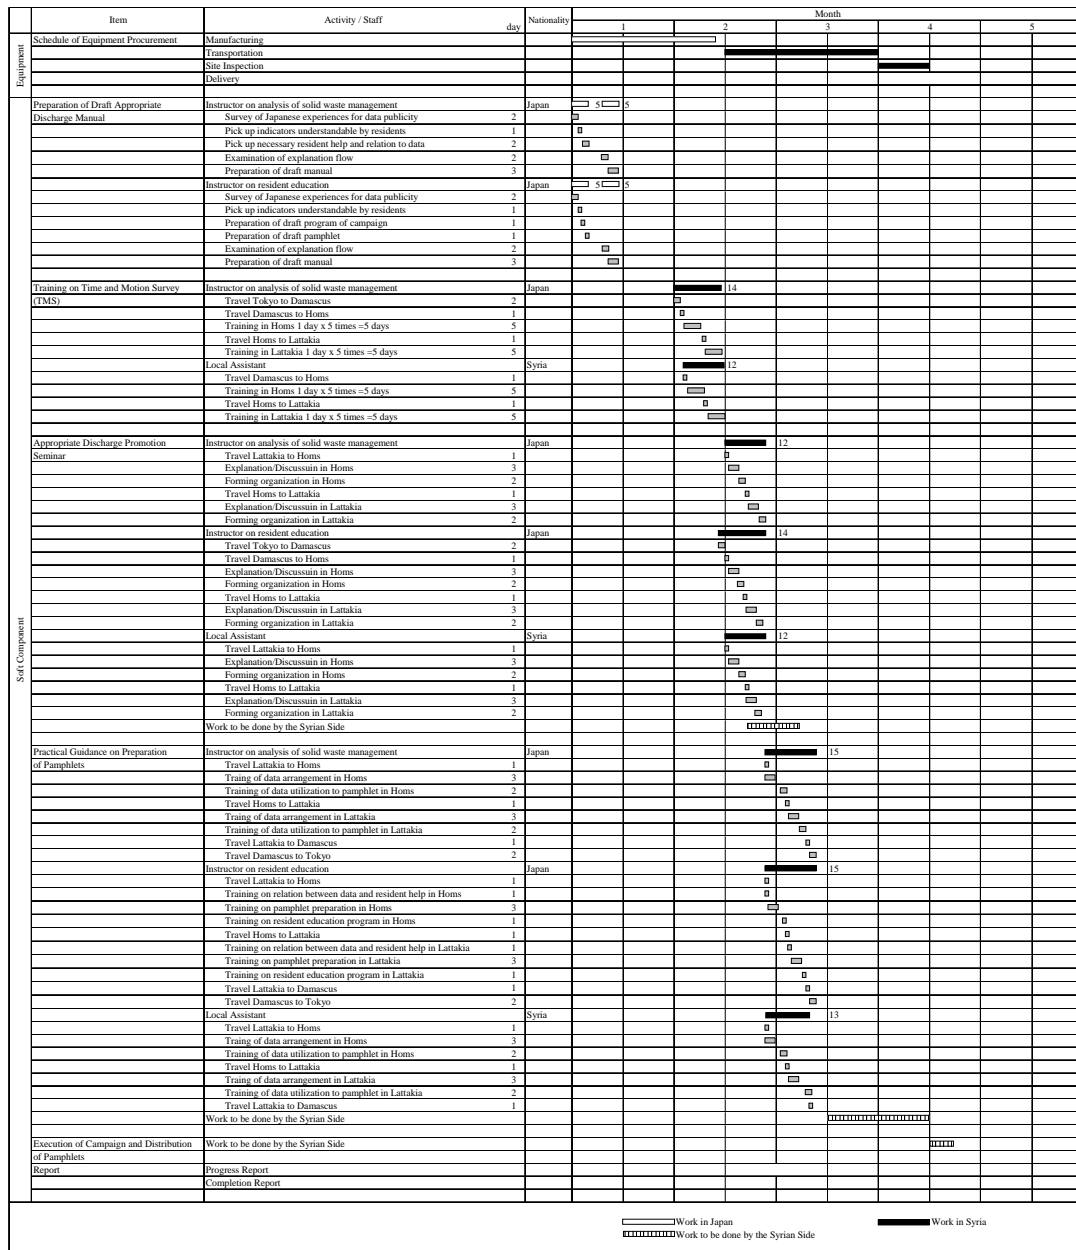 Item Activity / Staff day Nationality Month
1 2 3 4 5
Equipment
Schedule of Equipment Procurement Manufacturing
Transportation
Site Inspection
Delivery
Soft Component
Preparation of Draft Appropriate Instructor on analysis of solid waste management Japan 5 5
Discharge Manual Survey of Japanese experiences for data publicity 2
Pick up indicators understandable by residents 1
Pick up necessary resident help and relation to data 2
Examination of explanation flow 2
Preparation of draft manual 3
Instructor on resident education Japan 5 5
Survey of Japanese experiences for data publicity 2
Pick up indicators understandable by residents 1
Preparation of draft program of campaign 1
Preparation of draft pamphlet 1
Examination of explanation flow 2
Preparation of draft manual 3
Training on Time and Motion Survey Instructor on analysis of solid waste management Japan 14
(TMS) Travel Tokyo to Damascus 2
Travel Damascus to Homs 1
Training in Homs 1 day x 5 times =5 days 5
Travel Homs to Lattakia 1
Training in Lattakia 1 day x 5 times =5 days 5
Local Assistant Syria 12
Travel Damascus to Homs 1
Training in Homs 1 day x 5 times =5 days 5
Travel Homs to Lattakia 1
Training in Lattakia 1 day x 5 times =5 days 5
Appropriate Discharge Promotion Instructor on analysis of solid waste management Japan 12
Seminar Travel Lattakia to Homs 1
Explanation/Discussuin in Homs 3
Forming organization in Homs 2
Travel Homs to Lattakia 1
Explanation/Discussuin in Lattakia 3
Forming organization in Lattakia 2
Instructor on resident education Japan 14
Travel Tokyo to Damascus 2
Travel Damascus to Homs 1
Explanation/Discussuin in Homs 3
Forming organization in Homs 2
Travel Homs to Lattakia 1
Explanation/Discussuin in Lattakia 3
Forming organization in Lattakia 2
Local Assistant Syria 12
Travel Lattakia to Homs 1
Explanation/Discussuin in Homs 3
Forming organization in Homs 2
Travel Homs to Lattakia 1
Explanation/Discussuin in Lattakia 3
Forming organization in Lattakia 2
Work to be done by the Syrian Side
Practical Guidance on Preparation Instructor on analysis of solid waste management Japan 15
of Pamphlets Travel Lattakia to Homs 1
Traing of data arrangement in Homs 3
Training of data utilization to pamphlet in Homs 2
Travel Homs to Lattakia 1
Traing of data arrangement in Lattakia 3
Training of data utilization to pamphlet in Lattakia 2
Travel Lattakia to Damascus 1
Travel Damascus to Tokyo 2
Instructor on resident education Japan 15
Travel Lattakia to Homs 1
Training on relation between data and resident help in Homs 1
Training on pamphlet preparation in Homs 3
Training on resident education program in Homs 1
Travel Homs to Lattakia 1
Training on relation between data and resident help in Lattakia 1
Training on pamphlet preparation in Lattakia 3
Training on resident education program in Lattakia 1
Travel Lattakia to Damascus 1
Travel Damascus to Tokyo 2
Local Assistant Syria 13
Travel Lattakia to Homs 1
Traing of data arrangement in Homs 3
Training of data utilization to pamphlet in Homs 2
Travel Homs to Lattakia 1
Traing of data arrangement in Lattakia 3
Training of data utilization to pamphlet in Lattakia 2
Travel Lattakia to Damascus 1
Work to be done by the Syrian Side
Execution of Campaign and Distribution Work to be done by the Syrian Side
of Pamphlets
Report Progress Report
Completion Report
Work in Japan Work in Syria
Work to be done by the Syrian Side